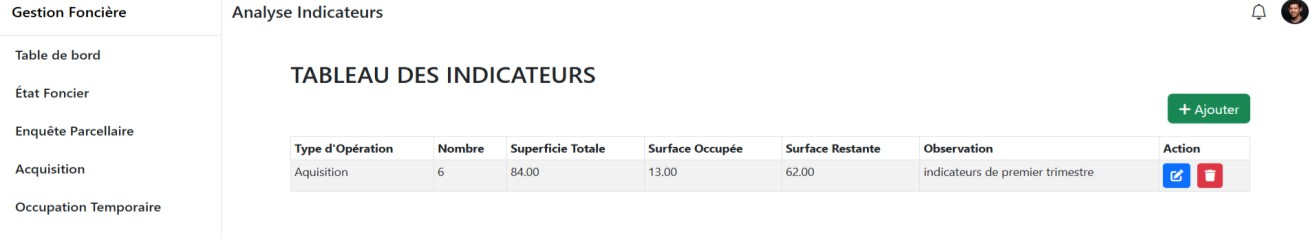 Gestion Foncière
Analyse Indicateurs
Table de bord
État Foncier
Enquête Parcellaire
Acquisition
Occupation Temporaire
TABLEAU DES INDICATEURS
+ Ajouter
Type d'Opération Nombre Superficie Totale Surface Occupée Surface Restante Observation Action
Aquisition 6 84.00 13.00 62.00 indicateurs de premier trimestre